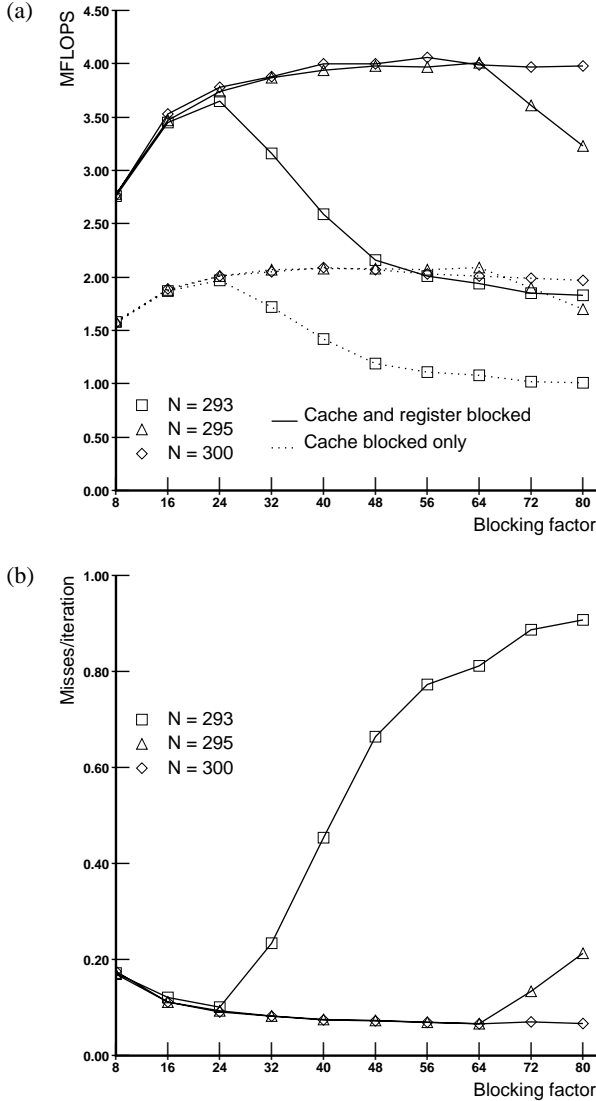 (a)
MFLOPS
4.50
4.00
3.50
3.00
2.50
2.00
1.50
1.00
0.50
0.00
N = 293
N = 295
N = 300
Cache and register blocked
Cache blocked only
8 16 24 32 40 48 56 64 72 80
Blocking factor
(b)
Misses/iteration
1.00
0.80
0.60
0.40
0.20
0.00
N = 293
N = 295
N = 300
8 16 24 32 40 48 56 64 72 80
Blocking factor